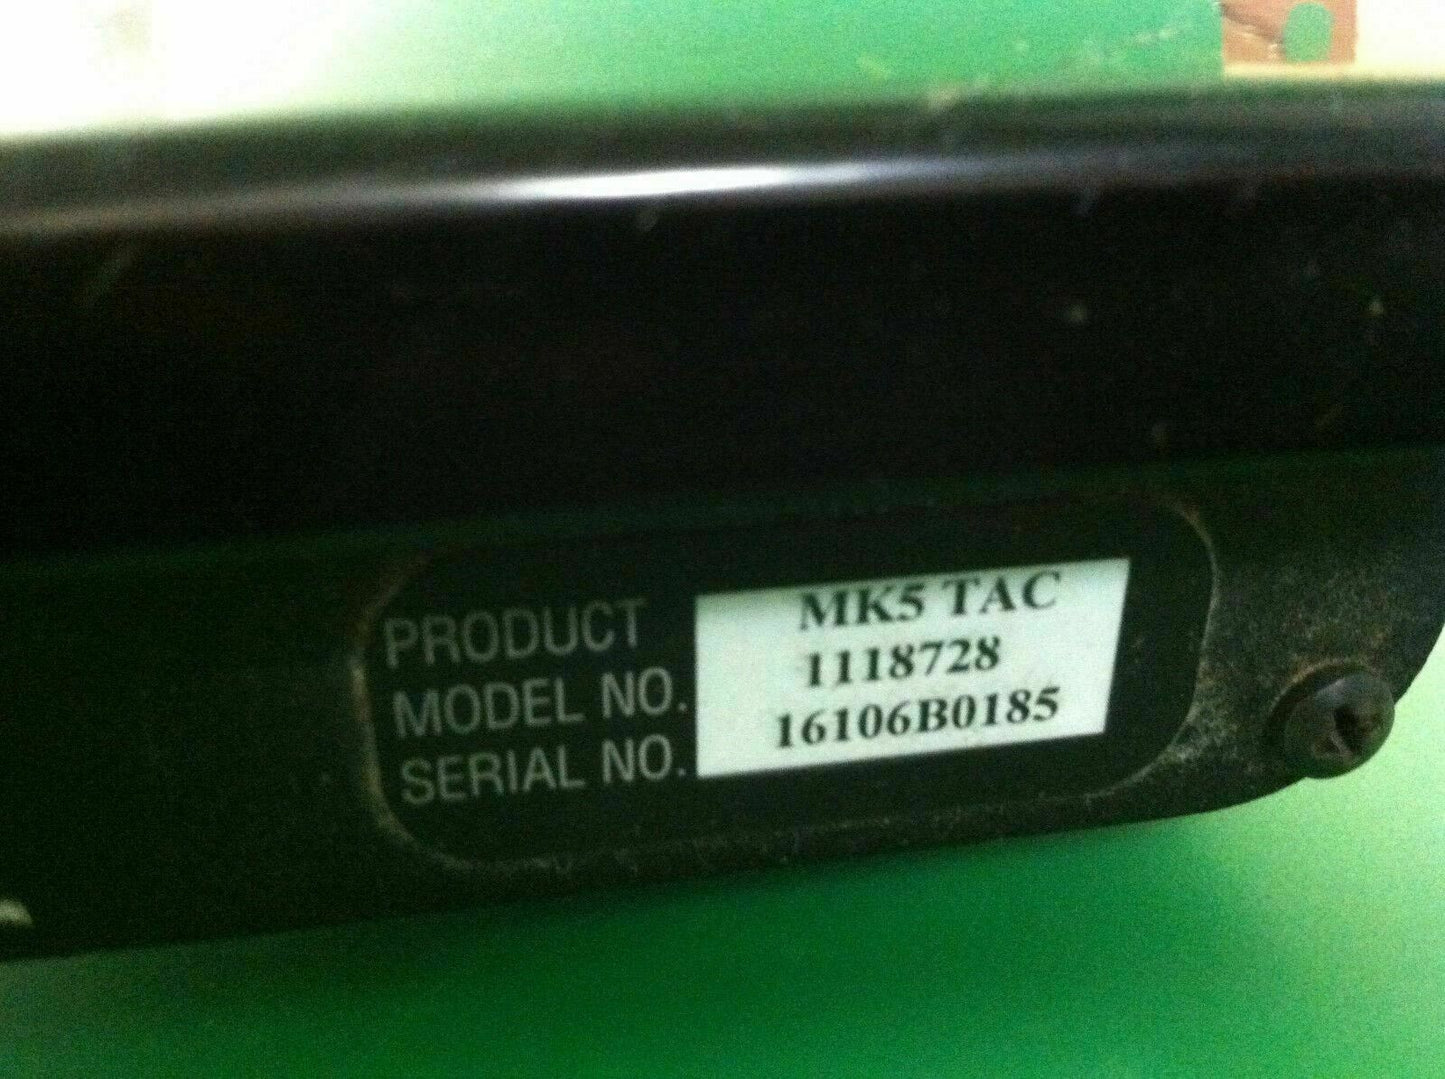 PRODUCT MK5 TAC
MODEL NO. 1118728
SERIAL NO. 16106B0185